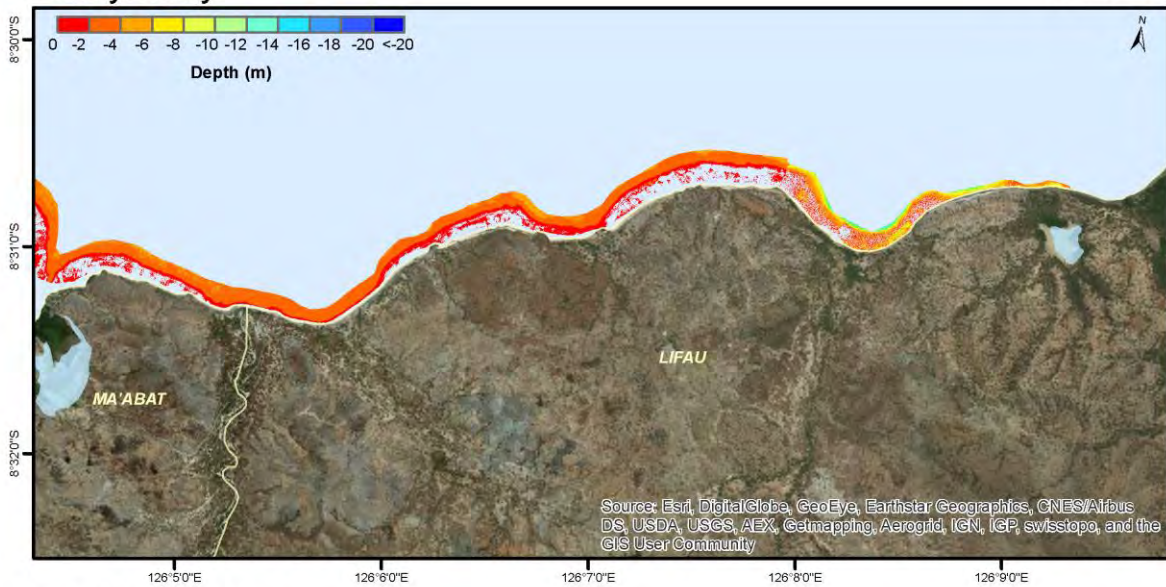 0 -2 -4 -6 -8 -10 -12 -14 -16 -18 -20 <-20
Depth (m)
N
8°30'0"S
8°31'0"S
8°32'0"S
LIFAU
MA'ABAT
Source: Esri, DigitalGlobe, GeoEye, Earthstar Geographics, CNES/Airbus
DS, USDA, USGS, AEX, Getmapping, Aerogrid, IGN, IGP, swisstopo, and the
GIS User Community
126°5'0"E 126°6'0"E 126°7'0"E 126°8'0"E 126°9'0"E